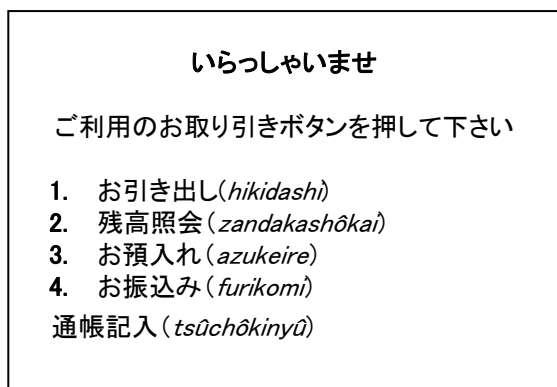 いらっしゃいませ
ご利用のお取り引きボタンを押して下さい
1. お引き出し(hikidashi)
2. 残高照会(zandakashôkai)
3. お預入れ(azukeire)
4. お振込み(furikomi)
通帳記入(tsûchôkinyû)